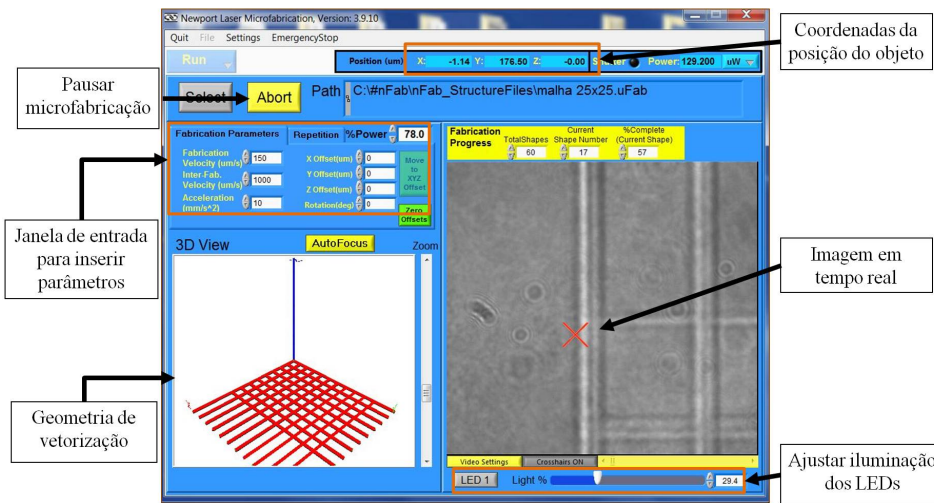 Newport Laser Microfabrication, Version: 3.9.10
Quit File Settings EmergencyStop
Run
Position (um) X: -1.14 Y: 176.50 Z: -0.00 Shutter Power: 129.200 uW
Coordenadas da
posição do objeto
Pausar
microfabricação
Select Abort Path C:\#nFab\nFab_StructureFiles\malha 25x25.uFab
Fabrication Parameters Repetition %Power 78.0
Fabrication
Velocity (um/s) 150
Inter-Fab.
Velocity (um/s) 1000
Acceleration
(mm/s^2) 10
X Offset(um) 0
Y Offset(um) 0
Z Offset(um) 0
Rotation(deg) 0
Move
to
XYZ
Offset
Zero
Offsets
Fabrication
Progress
TotalShapes 60
Current
Shape Number 17
%Complete
(Current Shape) 57
Janela de entrada
para inserir
parâmetros
3D View AutoFocus Zoom
Imagem em
tempo real
Geometria de
vetorização
Video Settings Crosshairs ON
LED 1 Light % 29.4
Ajustar iluminação
dos LEDs